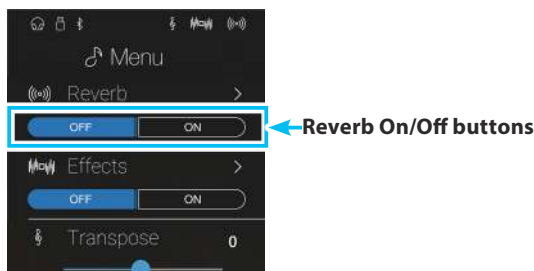 Menu
Reverb >
OFF ON
Reverb On/Off buttons
Effects >
OFF ON
Transpose 0